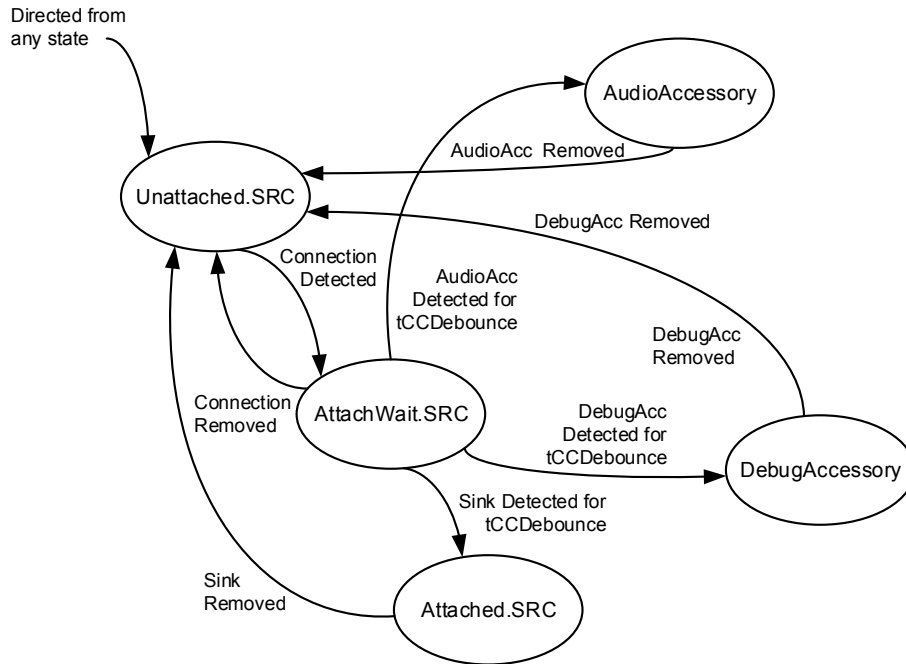 Directed from
any state
AudioAccessory
AudioAcc Removed
Unattached.SRC
DebugAcc Removed
Connection
Detected
AudioAcc
Detected for
tCCDebounce
DebugAcc
Removed
Connection
Removed
AttachWait.SRC
DebugAcc
Detected for
tCCDebounce
DebugAccessory
Sink Detected for
tCCDebounce
Sink
Removed
Attached.SRC